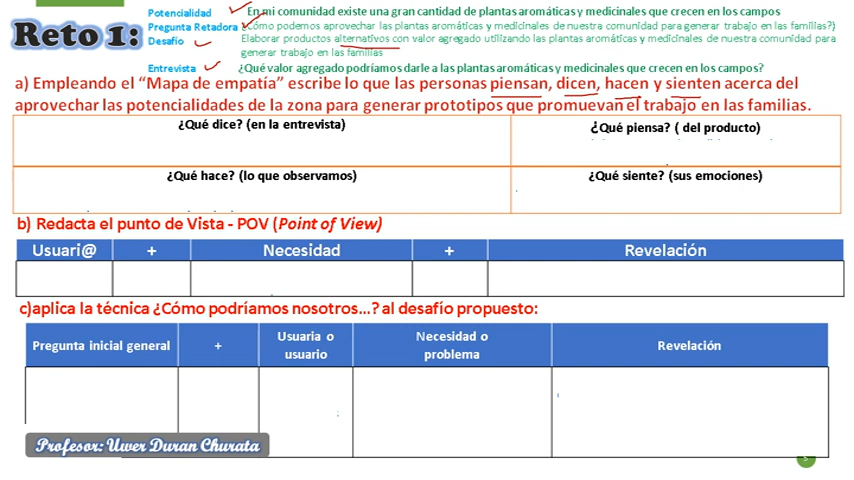 Reto 1:
Potencialidad
En mi comunidad existe una gran cantidad de plantas aromáticas y medicinales que crecen en los campos
Pregunta Retadora
¿Cómo podemos aprovechar las plantas aromáticas y medicinales de nuestra comunidad para generar trabajo en las familias?}
Desafío
Elaborar productos alternativos con valor agregado utilizando las plantas aromáticas y medicinales de nuestra comunidad para
generar trabajo en las familias
Entrevista
¿Qué valor agregado podríamos darle a las plantas aromáticas y medicinales que crecen en los campos?
a) Empleando el “Mapa de empatía” escribe lo que las personas piensan, dicen, hacen y sienten acerca del
aprovechar las potencialidades de la zona para generar prototipos que promuevan el trabajo en las familias.
¿Qué dice? (en la entrevista)
¿Qué piensa? ( del producto)
¿Qué hace? (lo que observamos)
¿Qué siente? (sus emociones)
b) Redacta el punto de Vista - POV (Point of View)
Usuari@ + Necesidad + Revelación
c)aplica la técnica ¿Cómo podríamos nosotros...? al desafío propuesto:
Pregunta inicial general
+
Usuaria o
usuario
Necesidad o
problema
Revelación
Profesor: Uwer Duran Churata
5